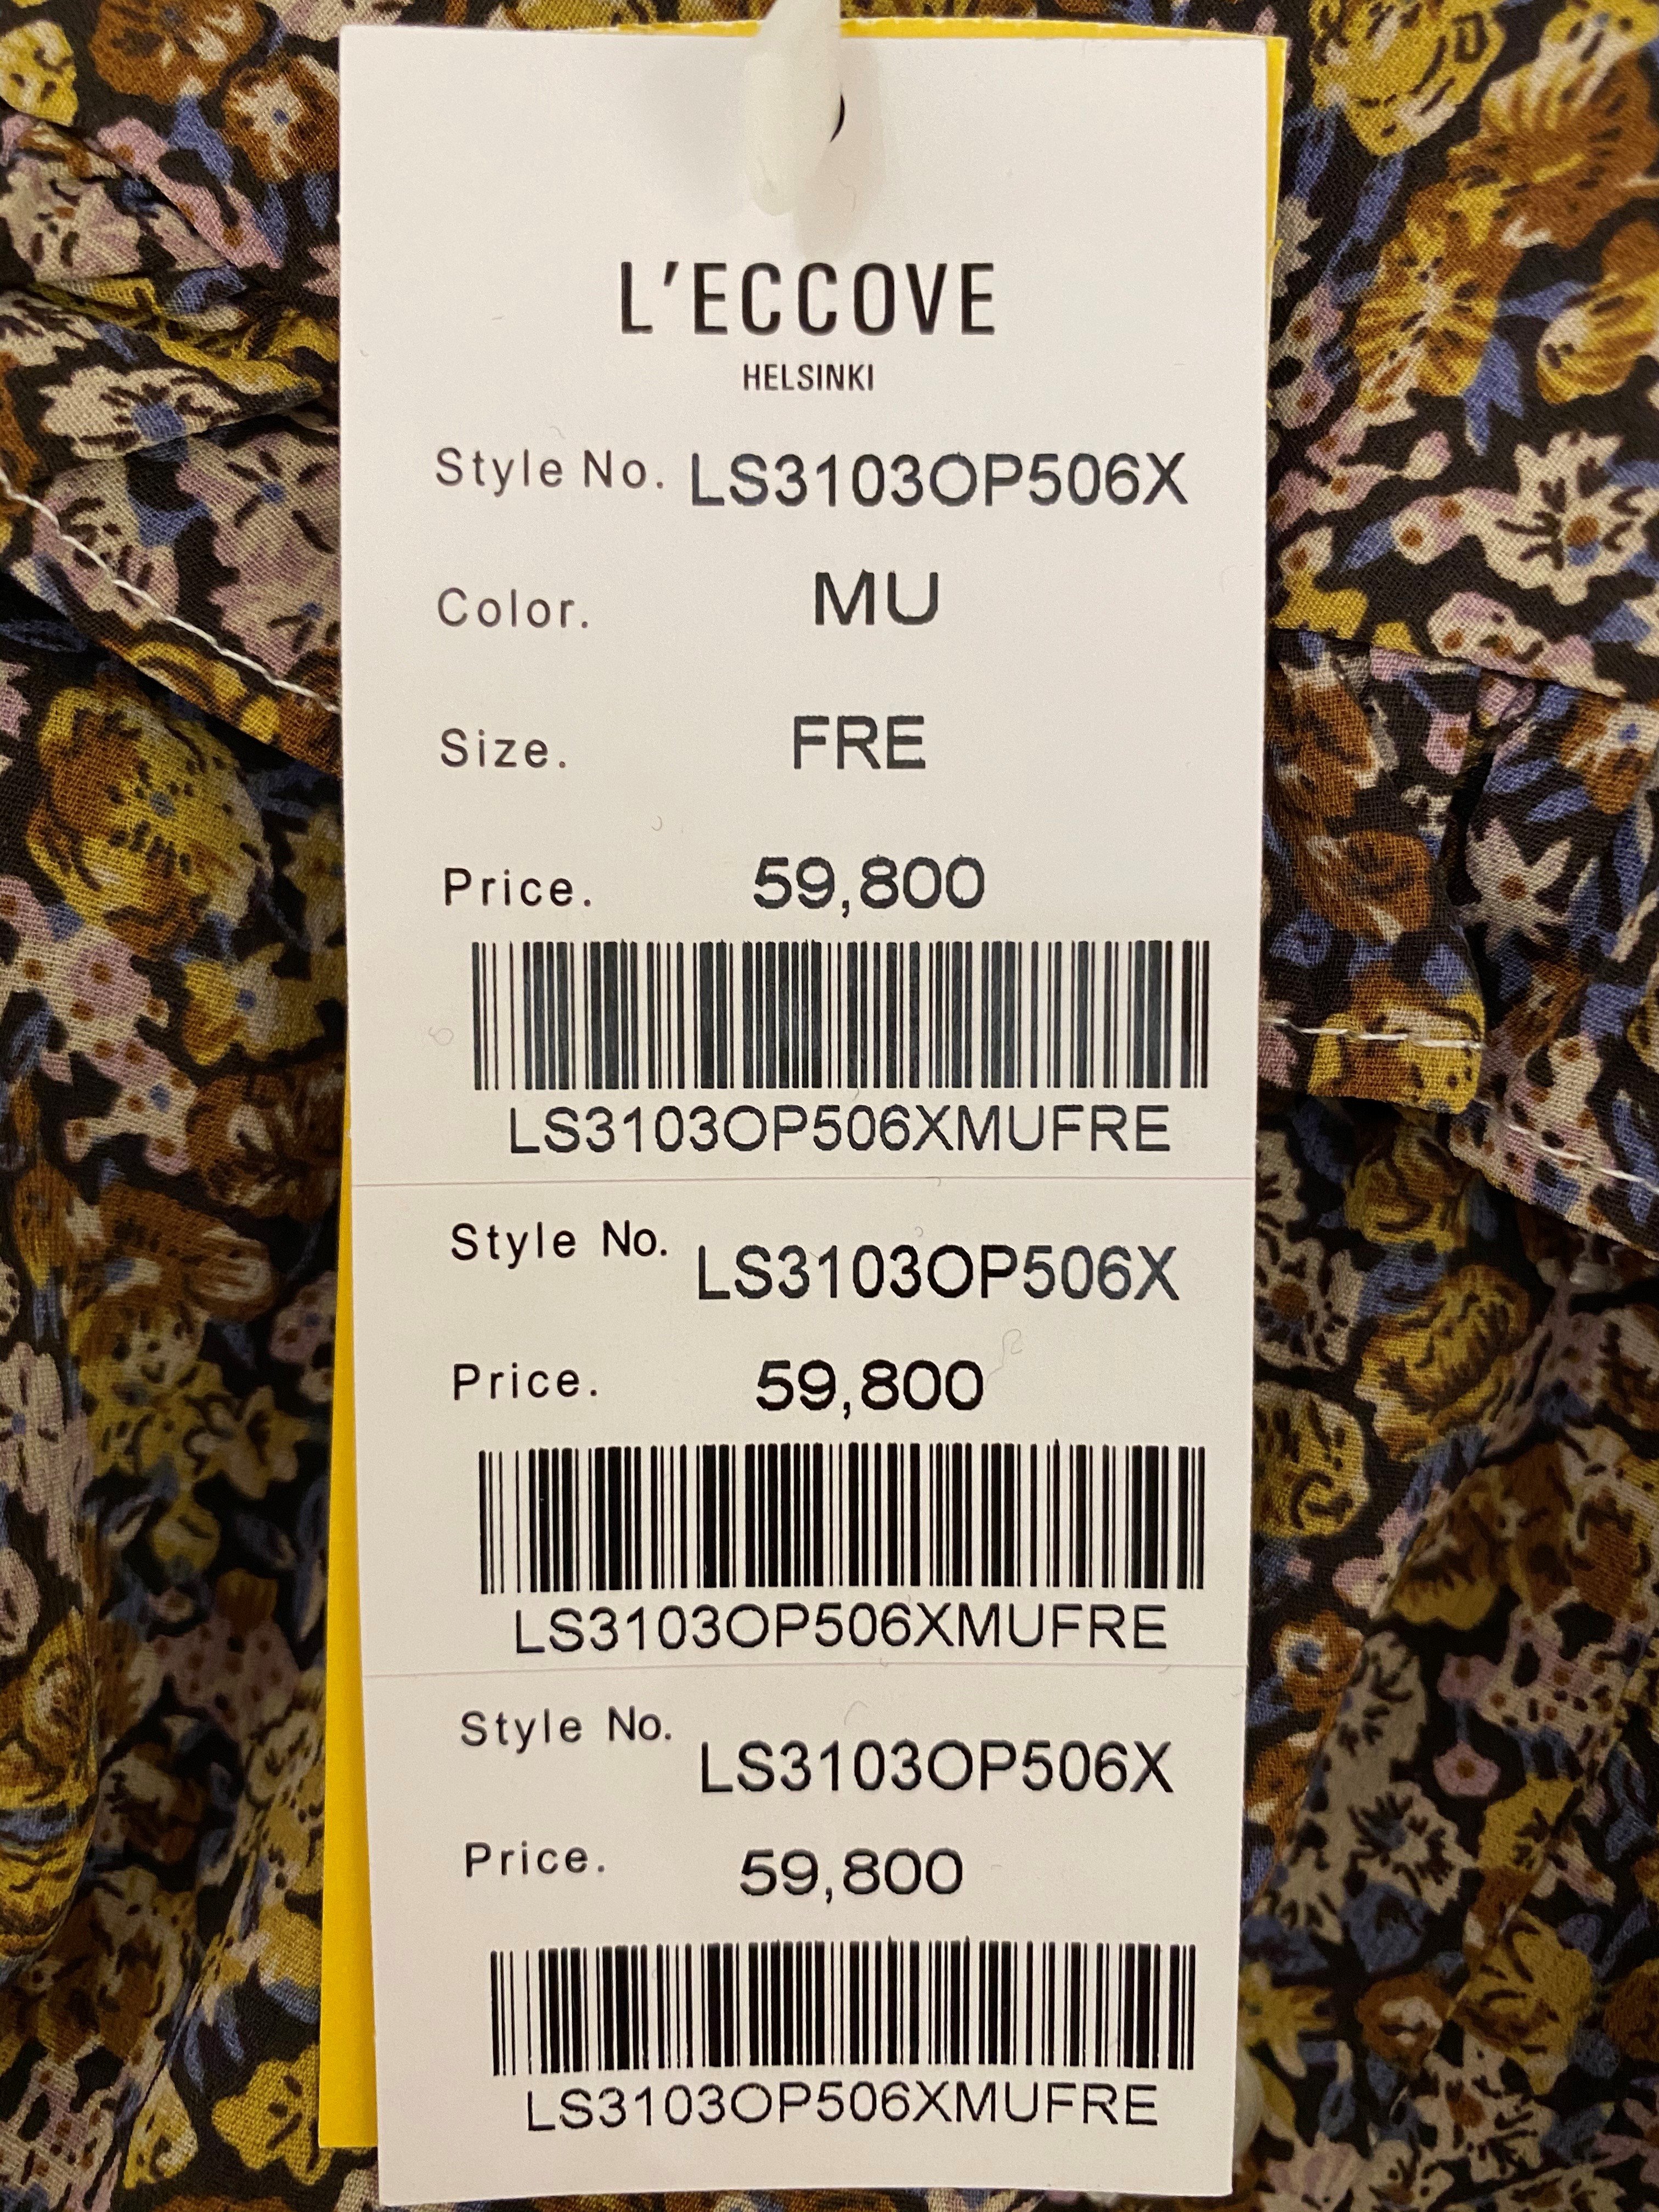 L'ECCOVE
HELSINKI
Style No. LS3103OP506X
Color. MU
Size. FRE
Price. 59,800
LS3103OP506XMUFRE
Style No. LS3103OP506X
Price. 59,800
LS3103OP506XMUFRE
Style No. LS3103OP506X
Price. 59,800
LS3103OP506XMUFRE